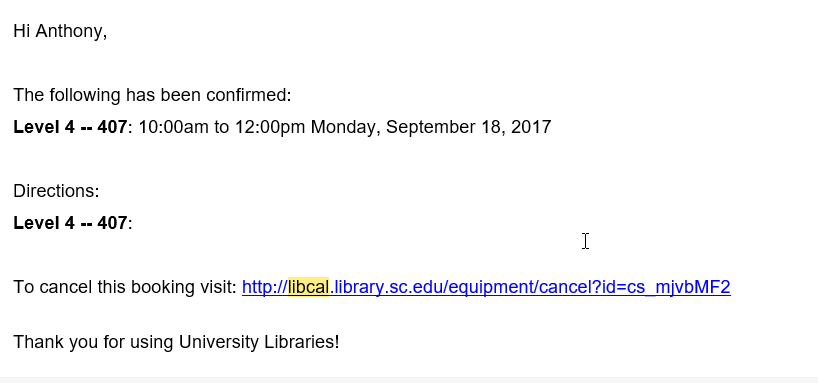 Hi Anthony,
The following has been confirmed:
Level 4 -- 407: 10:00am to 12:00pm Monday, September 18, 2017
Directions:
Level 4 -- 407:
To cancel this booking visit: http://libcal.library.sc.edu/equipment/cancel?id=cs_mjvbMF2
Thank you for using University Libraries!